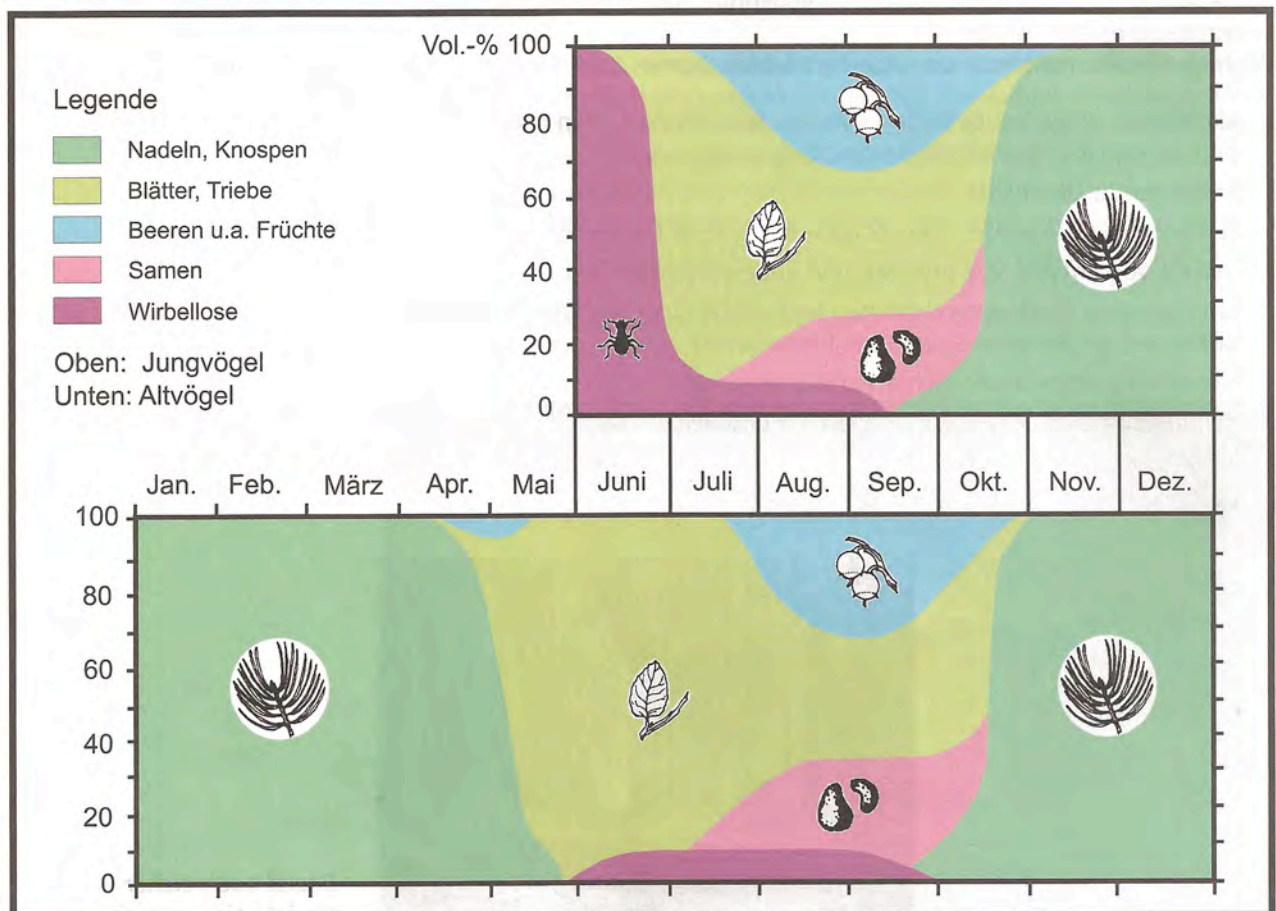 Vol.-% 100
80
60
40
20
0
Legende
Nadeln, Knospen
Blätter, Triebe
Beeren u.a. Früchte
Samen
Wirbellose
Oben: Jungvögel
Unten: Altvögel
Jan. Feb. März Apr. Mai Juni Juli Aug. Sep. Okt. Nov. Dez.
100
80
60
40
20
0